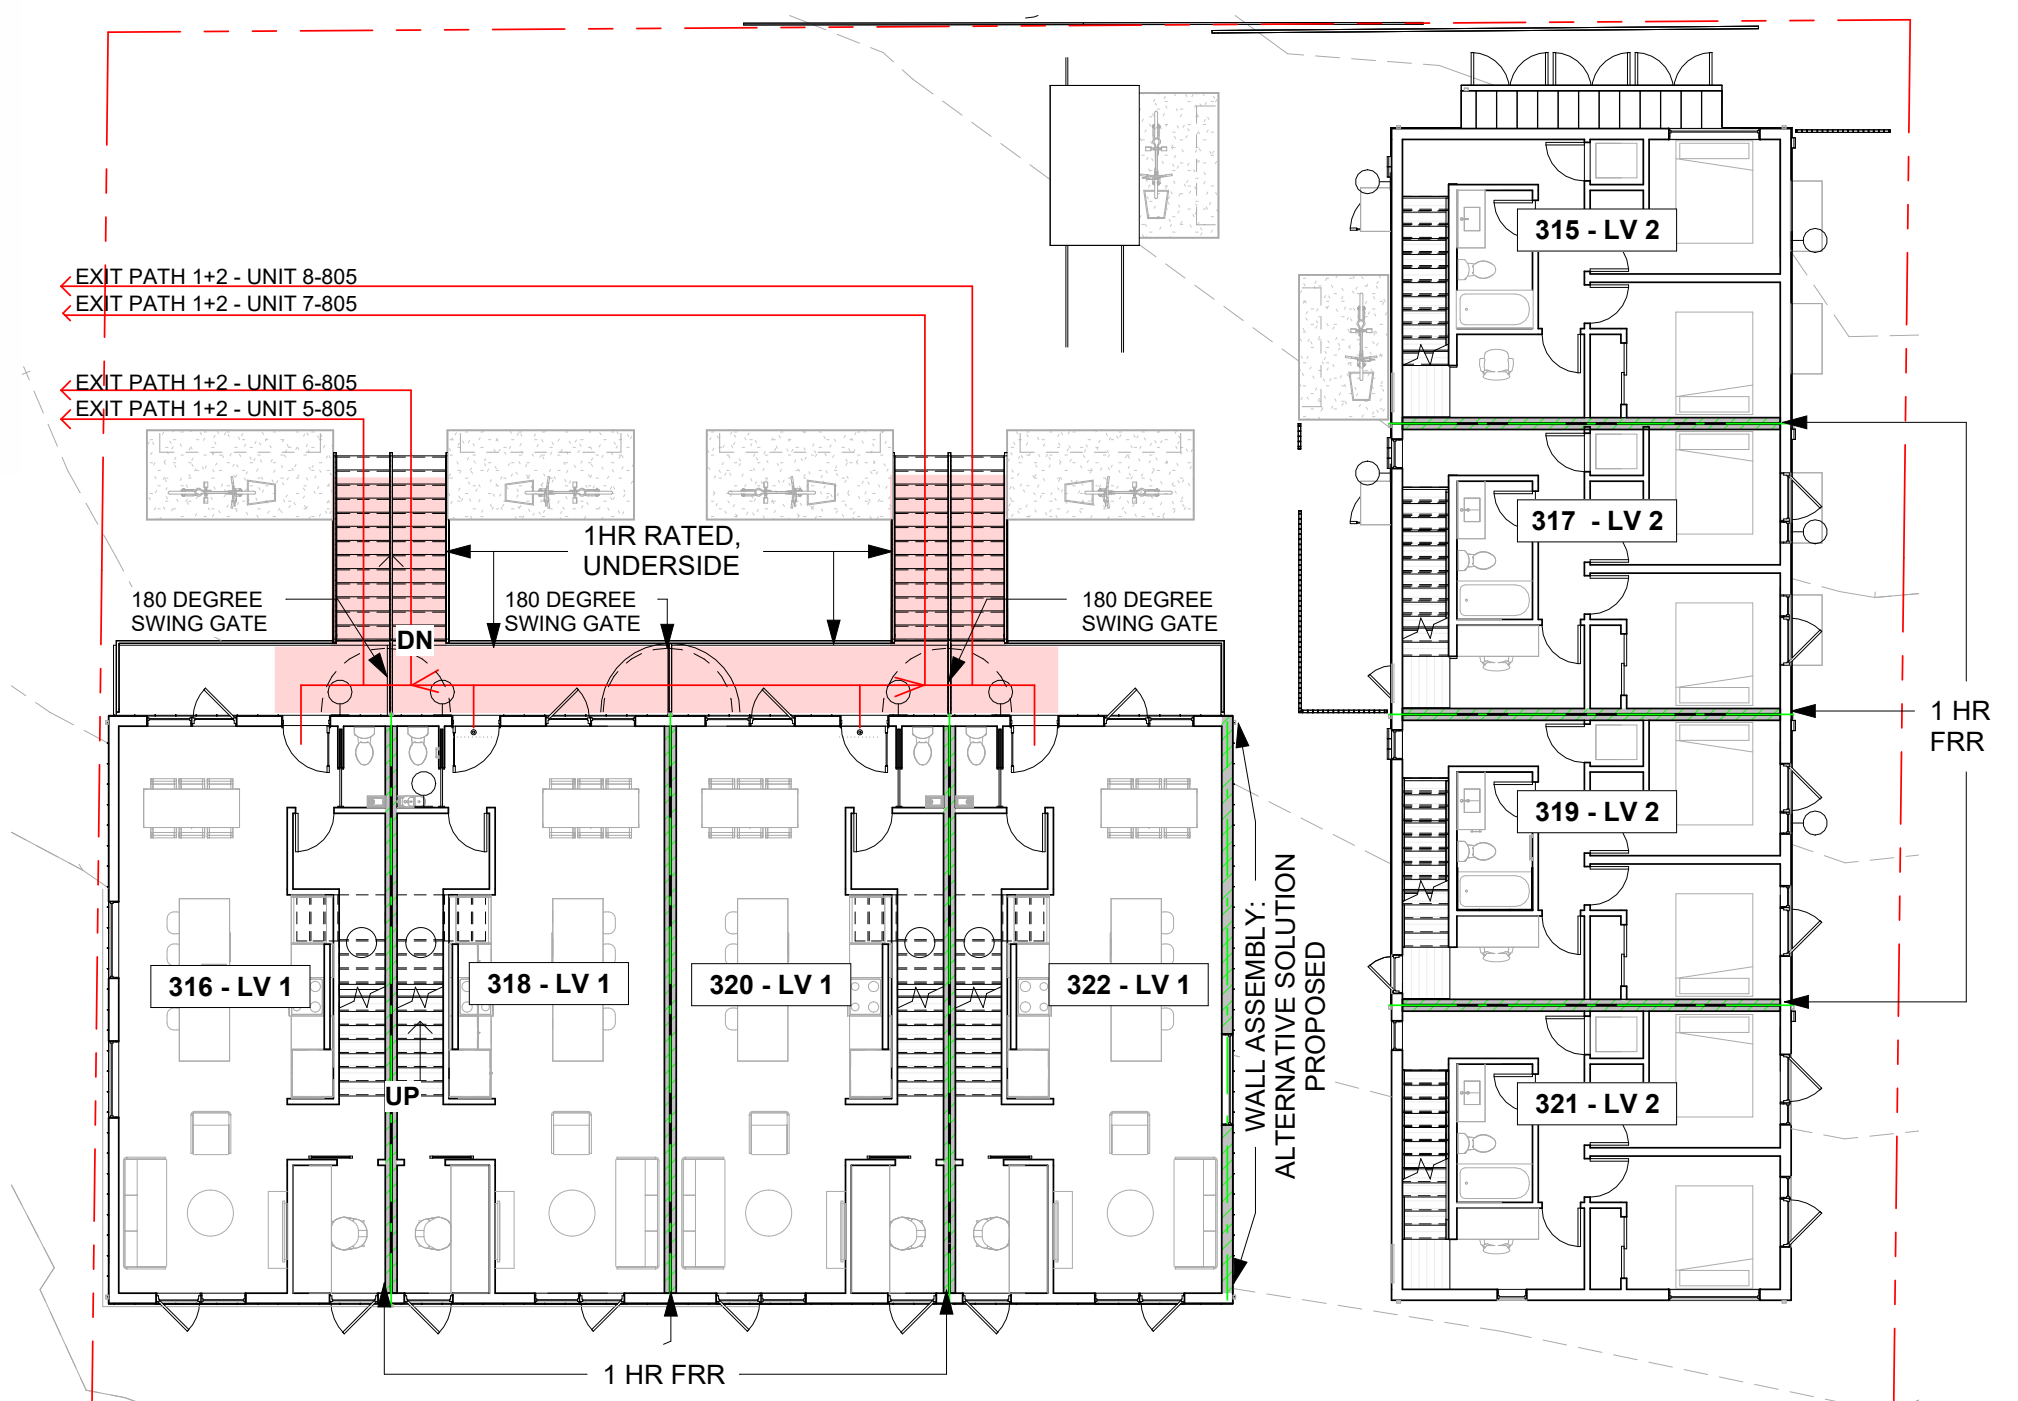 EXIT PATH 1+2 - UNIT 8-805
EXIT PATH 1+2 - UNIT 7-805
EXIT PATH 1+2 - UNIT 6-805
EXIT PATH 1+2 - UNIT 5-805
1HR RATED,
UNDERSIDE
180 DEGREE
SWING GATE
180 DEGREE
SWING GATE
180 DEGREE
SWING GATE
DN
316 - LV 1
318 - LV 1
320 - LV 1
322 - LV 1
UP
WALL ASSEMBLY:
ALTERNATIVE SOLUTION
PROPOSED
1 HR FRR
315 - LV 2
317 - LV 2
319 - LV 2
321 - LV 2
1 HR
FRR